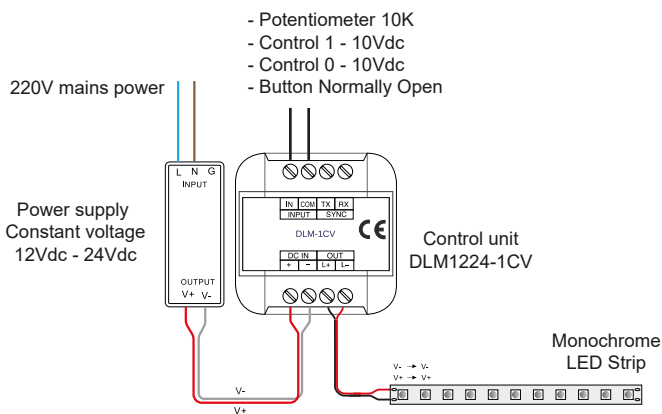 - Potentiometer 10K
- Control 1 - 10Vdc
- Control 0 - 10Vdc
- Button Normally Open
220V mains power
L N G
INPUT
Power supply
Constant voltage
12Vdc - 24Vdc
OUTPUT
V+ V-
IN COM TX RX
INPUT SYNC
DLM-1CV
CE
DC IN OUT
+ - L+ L-
Control unit
DLM1224-1CV
Monochrome
LED Strip
V- → V-
V+ → V+
V-
V+